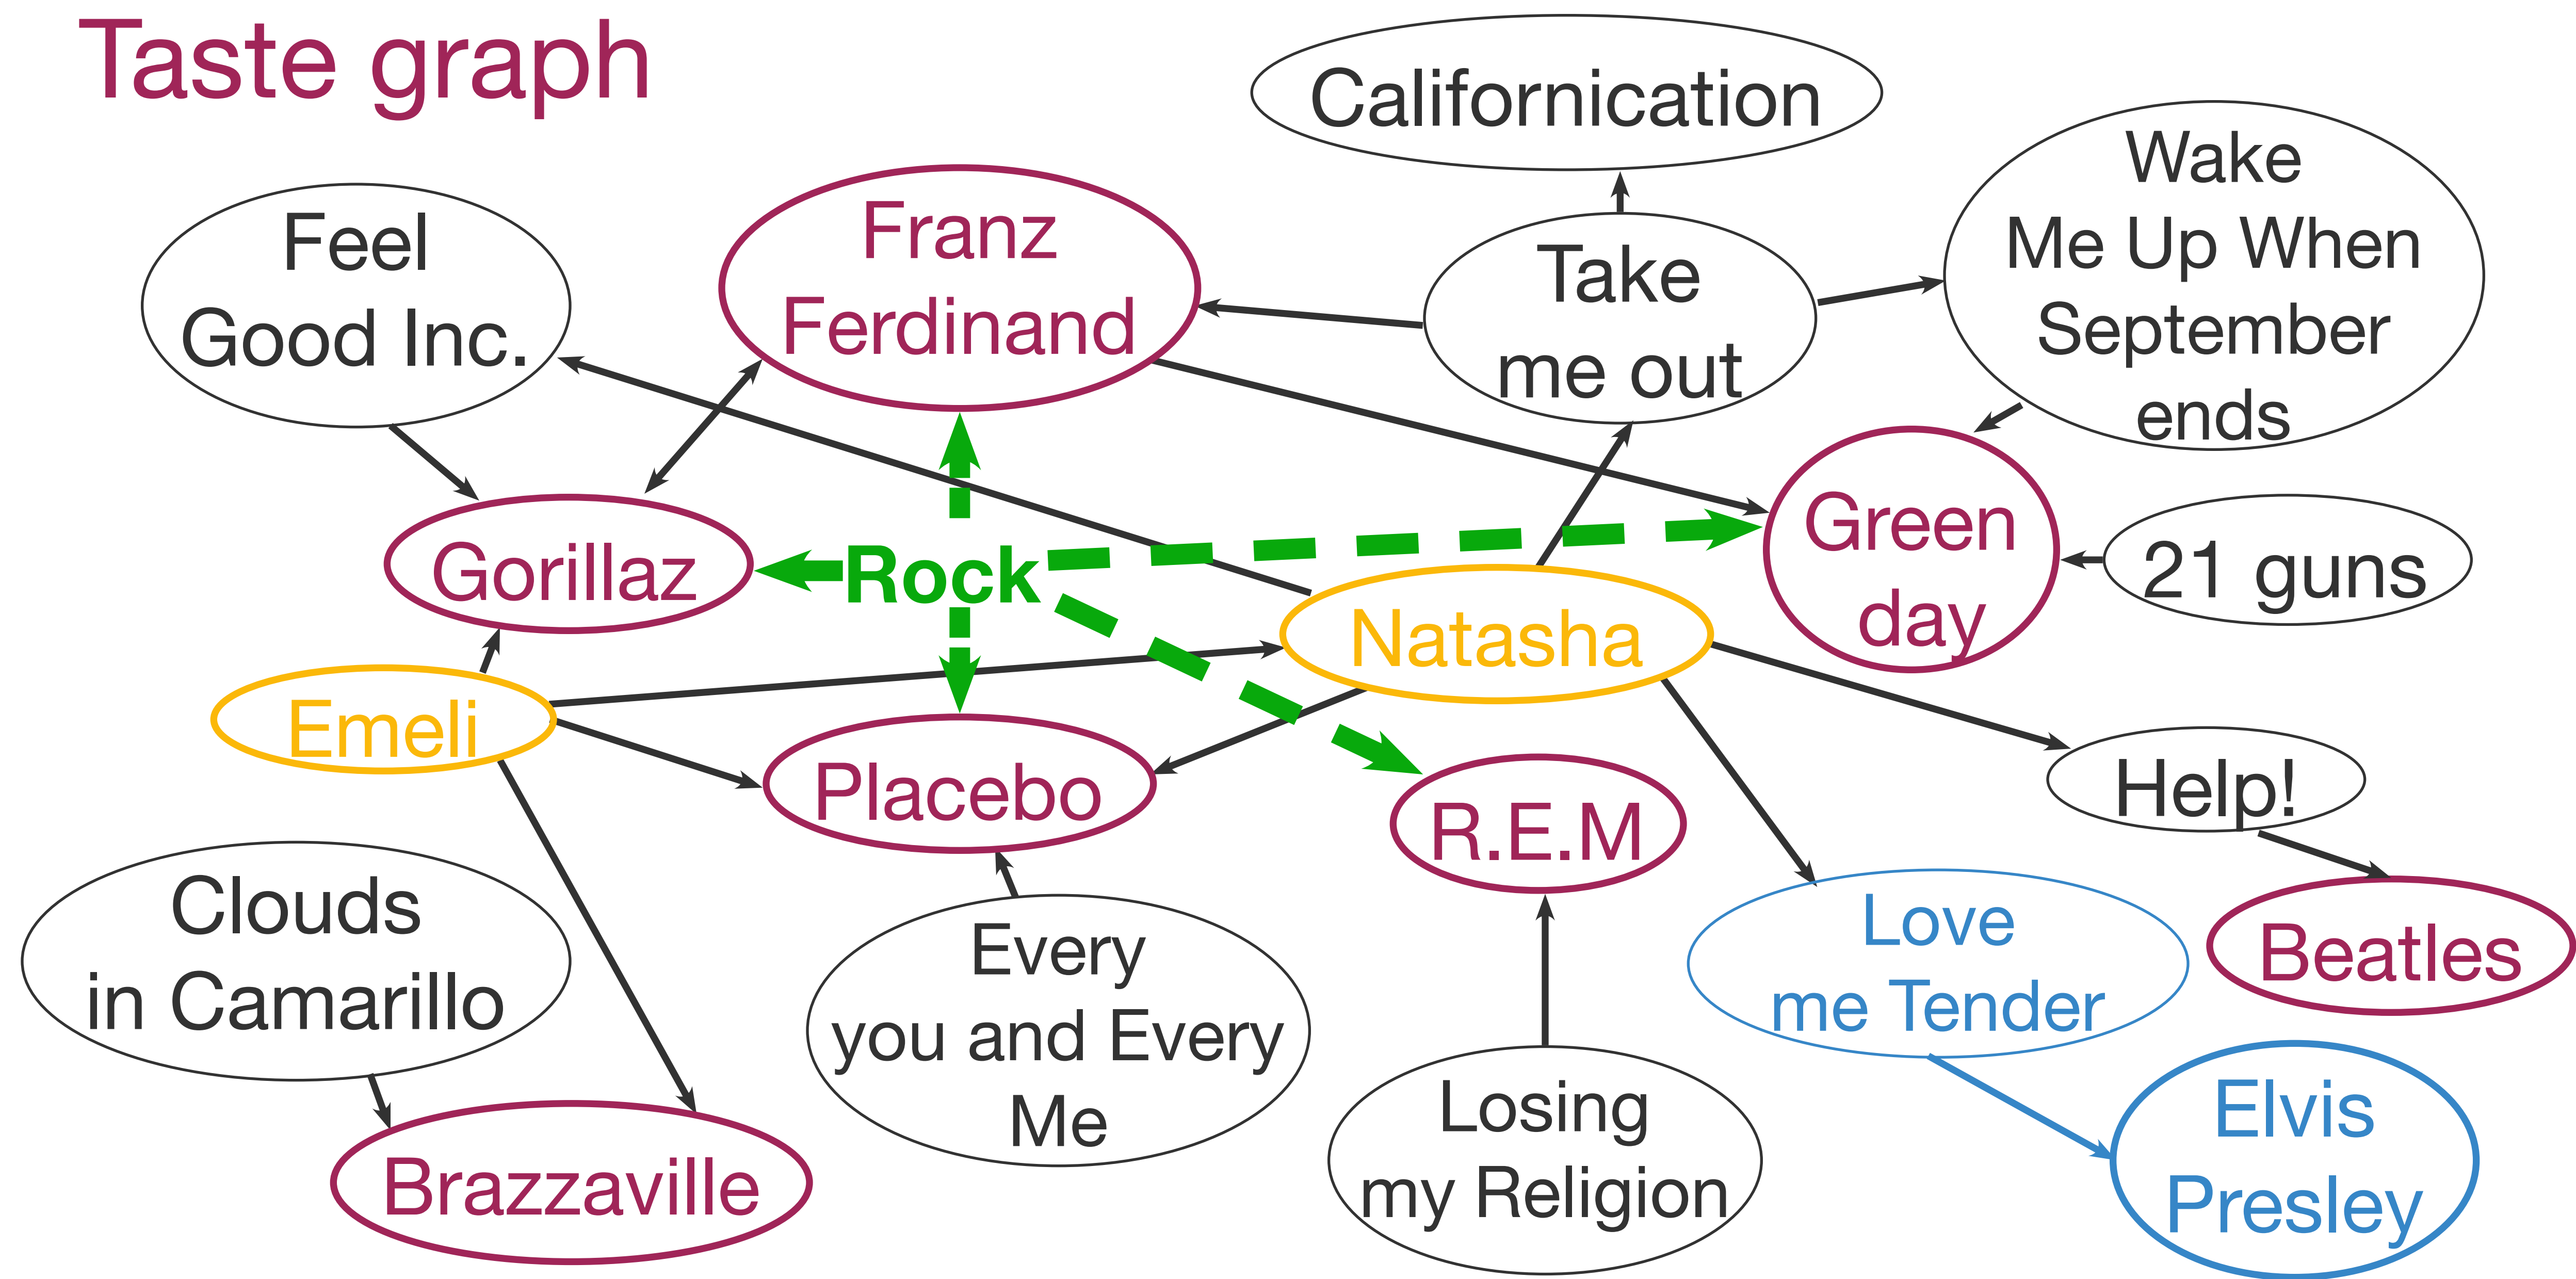 Taste graph
Californication
Wake
Me Up When
September
ends
Feel
Good Inc.
Franz
Ferdinand
Take
me out
Gorillaz
Rock
Green
day
21 guns
Natasha
Emeli
Placebo
R.E.M
Help!
Clouds
in Camarillo
Every
you and Every
Me
Love
me Tender
Beatles
Losing
my Religion
Brazzaville
Elvis
Presley